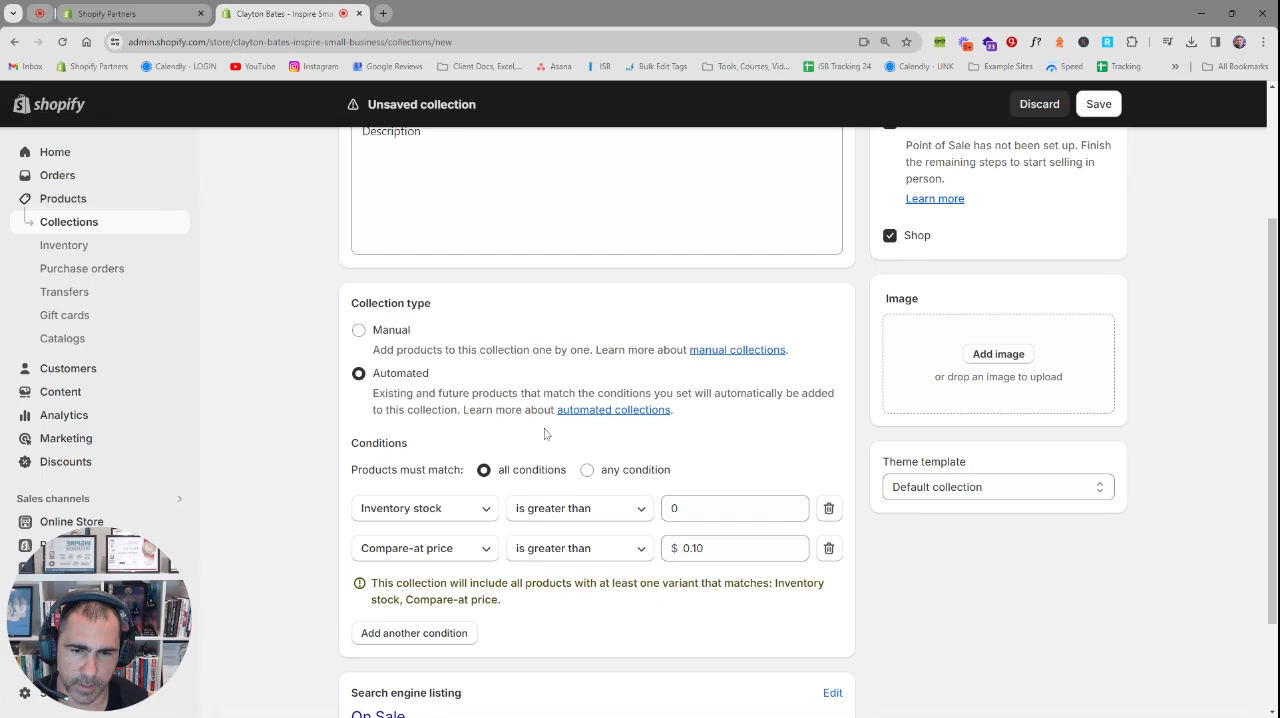 Shopify Partners
Clayton Bates - Inspire Sma
admin.shopify.com/store/clayton-bates-inspire-small-business/collections/new
Inbox
Shopify Partners
Calendly - LOGIN
YouTube
Instagram
Google Reviews
Client Docs, Excel,...
Asana
ISB
Bulk Edit Tags
Tools, Courses, Vid...
ISB Tracking 24
Calendly - LINK
Example Sites
Speed
Tracking
All Bookmarks
shopify
Unsaved collection
Discard
Save
Home
Orders
Products
Collections
Inventory
Purchase orders
Transfers
Gift cards
Catalogs
Customers
Content
Analytics
Marketing
Discounts
Sales channels
Online Store
Description
Collection type
Manual
Add products to this collection one by one. Learn more about manual collections.
Automated
Existing and future products that match the conditions you set will automatically be added
to this collection. Learn more about automated collections.
Conditions
Products must match:
all conditions
any condition
Inventory stock
is greater than
0
Compare-at price
is greater than
$ 0.10
This collection will include all products with at least one variant that matches: Inventory
stock, Compare-at price.
Add another condition
Search engine listing
Edit
On Sale
Point of Sale has not been set up. Finish
the remaining steps to start selling in
person.
Learn more
Shop
Image
Add image
or drop an image to upload
Theme template
Default collection